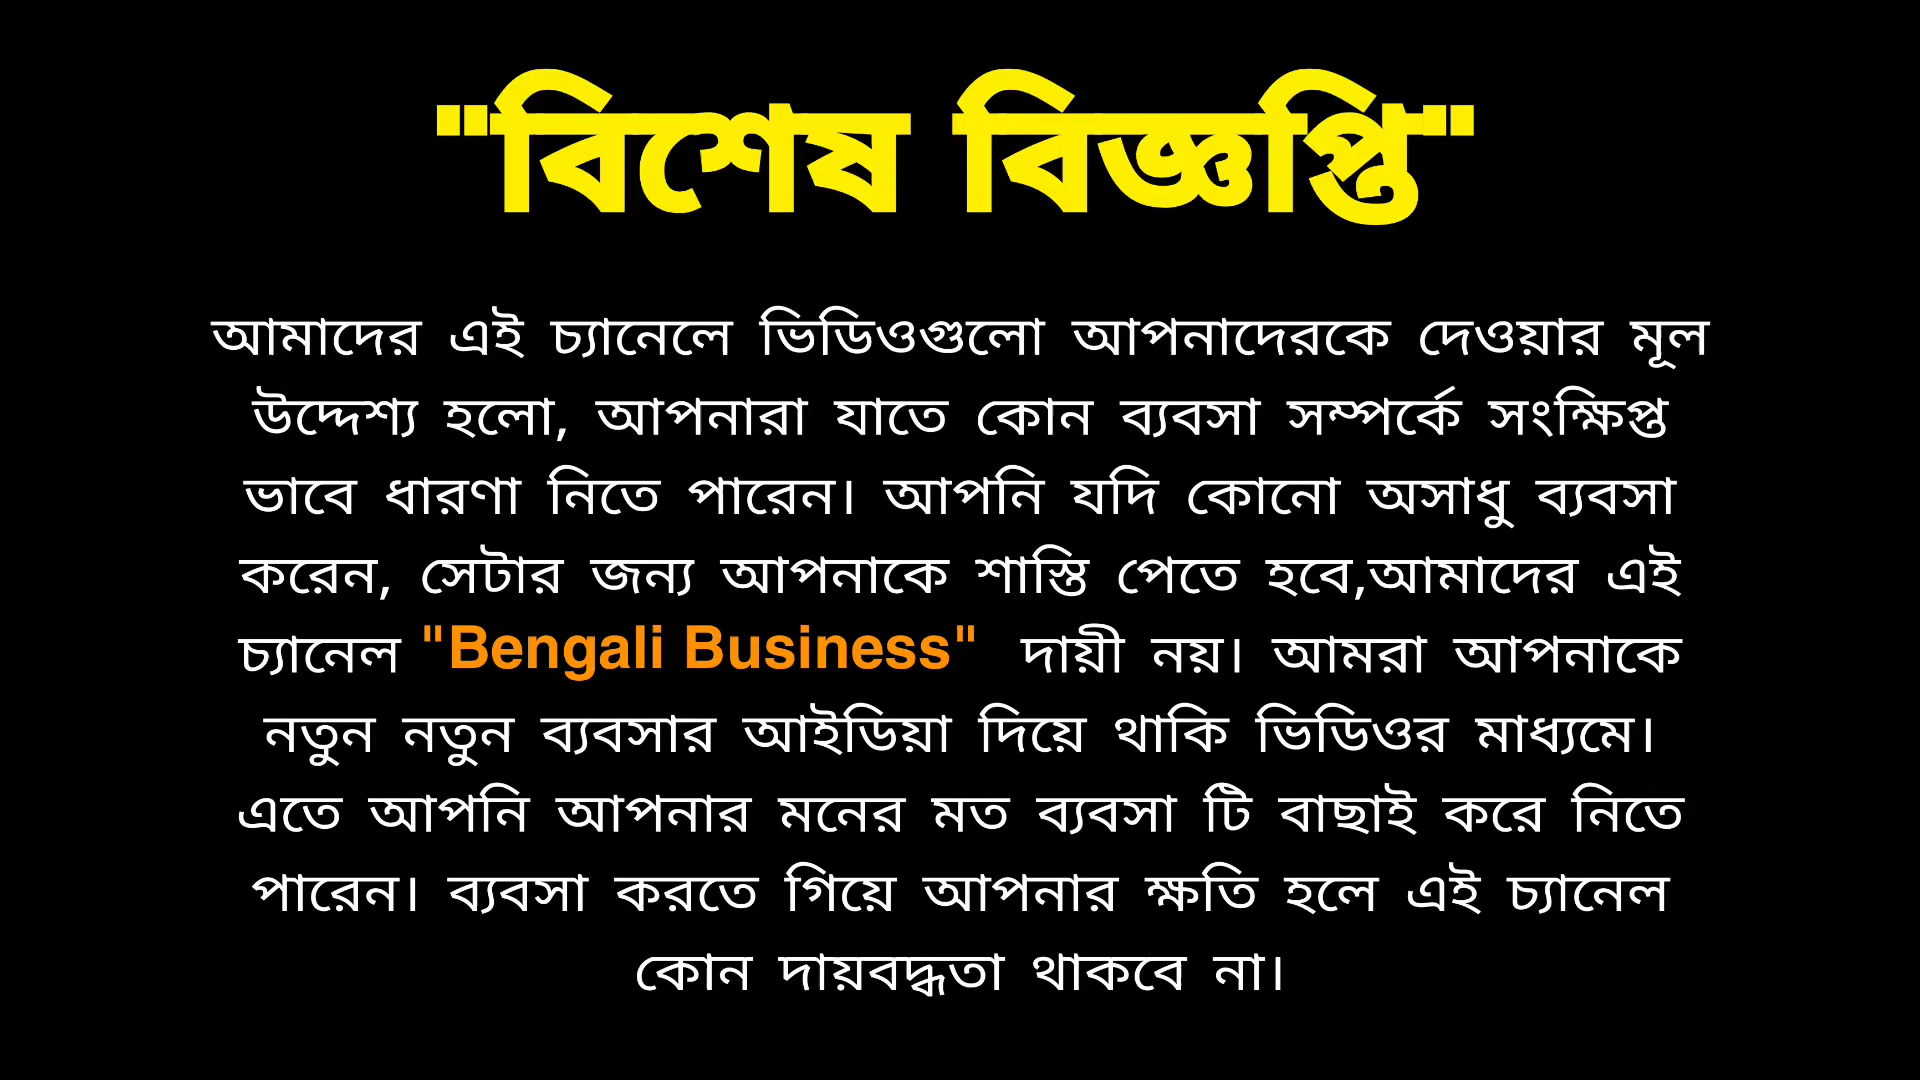 "বিশেষ বিজ্ঞপ্তি"
আমাদের এই চ্যানেলে ভিডিওগুলো আপনাদেরকে দেওয়ার মূল
উদ্দেশ্য হলো, আপনারা যাতে কোন ব্যবসা সম্পর্কে সংক্ষিপ্ত
ভাবে ধারণা নিতে পারেন। আপনি যদি কোনো অসাধু ব্যবসা
করেন, সেটার জন্য আপনাকে শাস্তি পেতে হবে,আমাদের এই
চ্যানেল "Bengali Business" দায়ী নয়। আমরা আপনাকে
নতুন নতুন ব্যবসার আইডিয়া দিয়ে থাকি ভিডিওর মাধ্যমে।
এতে আপনি আপনার মনের মত ব্যবসা টি বাছাই করে নিতে
পারেন। ব্যবসা করতে গিয়ে আপনার ক্ষতি হলে এই চ্যানেল
কোন দায়বদ্ধতা থাকবে না।